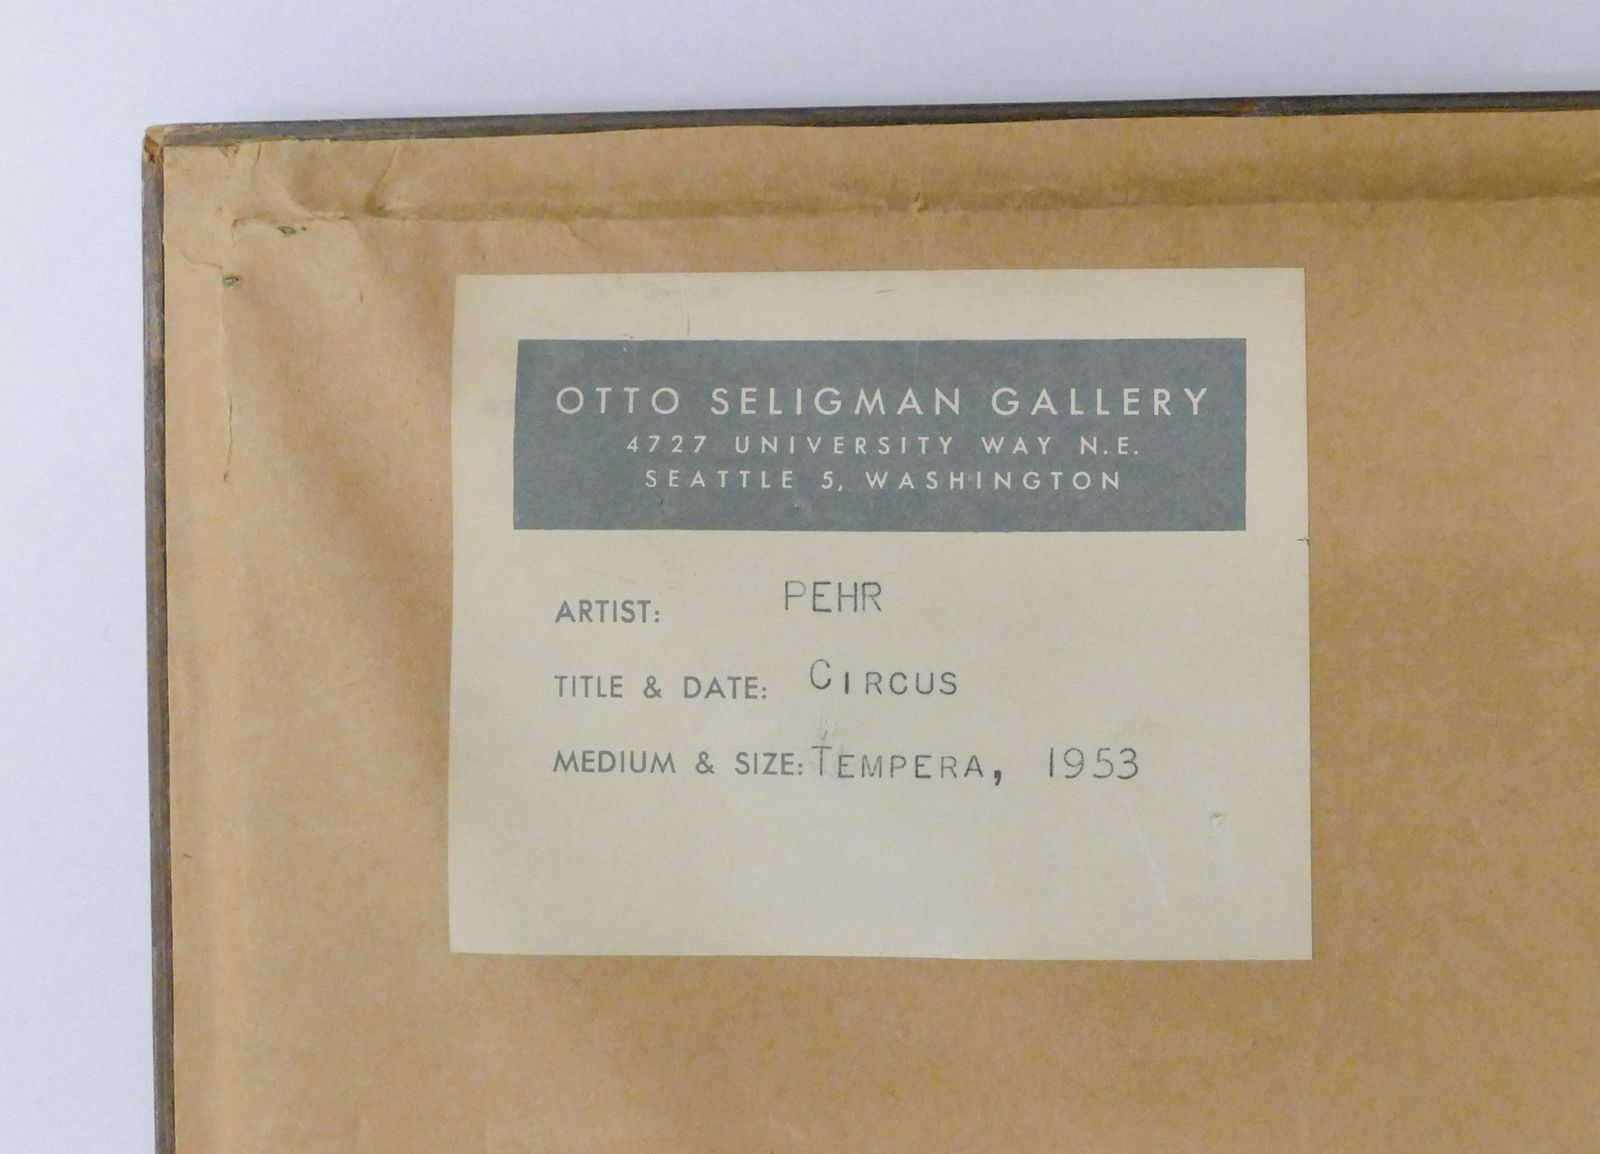 OTTO SELIGMAN GALLERY
4727 UNIVERSITY WAY N.E.
SEATTLE 5, WASHINGTON
ARTIST: PEHR
TITLE & DATE: CIRCUS
MEDIUM & SIZE: TEMPERA, 1953